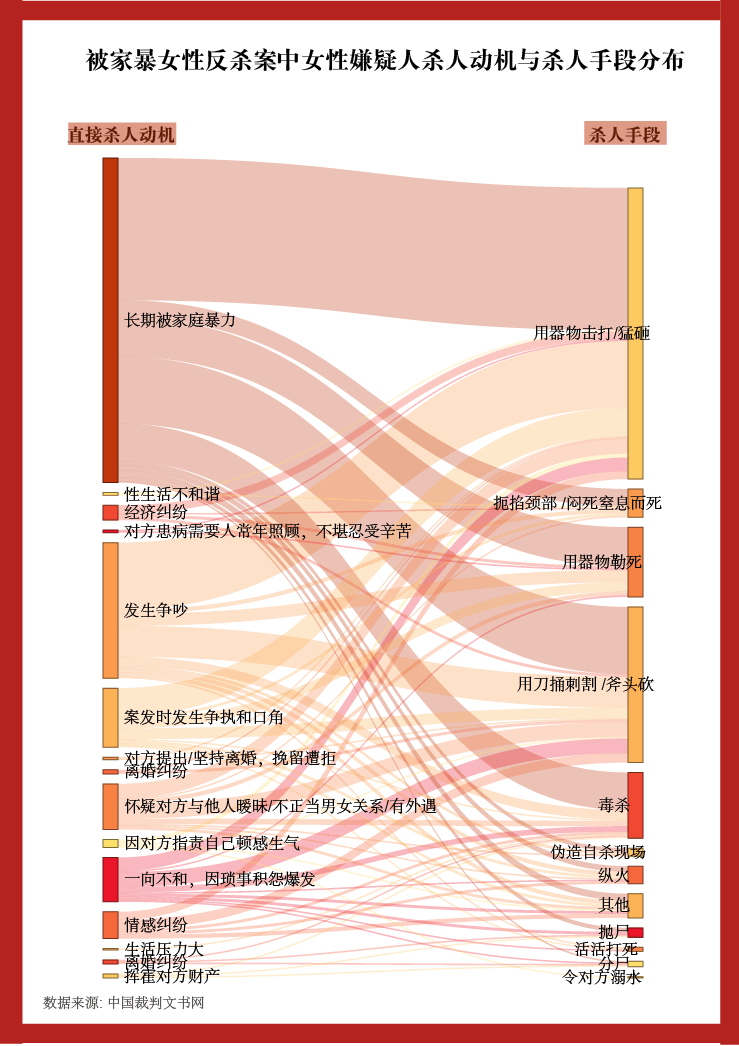 被家暴女性反杀案中女性嫌疑人杀人动机与杀人手段分布
直接杀人动机
杀人手段
长期被家庭暴力
性生活不和谐
经济纠纷
对方患病需要人常年照顾，不堪忍受辛苦
发生争吵
案发时发生争执和口角
对方提出/坚持离婚，挽留遭拒
离婚纠纷
怀疑对方与他人暧昧/不正当男女关系/有外遇
因对方指责自己顿感生气
一向不和，因琐事积怨爆发
情感纠纷
生活压力大
离婚纠纷
挥霍对方财产
用器物击打/猛砸
扼掐颈部 /闷死窒息而死
用器物勒死
用刀捅刺割 /斧头砍
毒杀
伪造自杀现场
纵火
其他
抛尸
活活打死
分尸
令对方溺水
数据来源: 中国裁判文书网